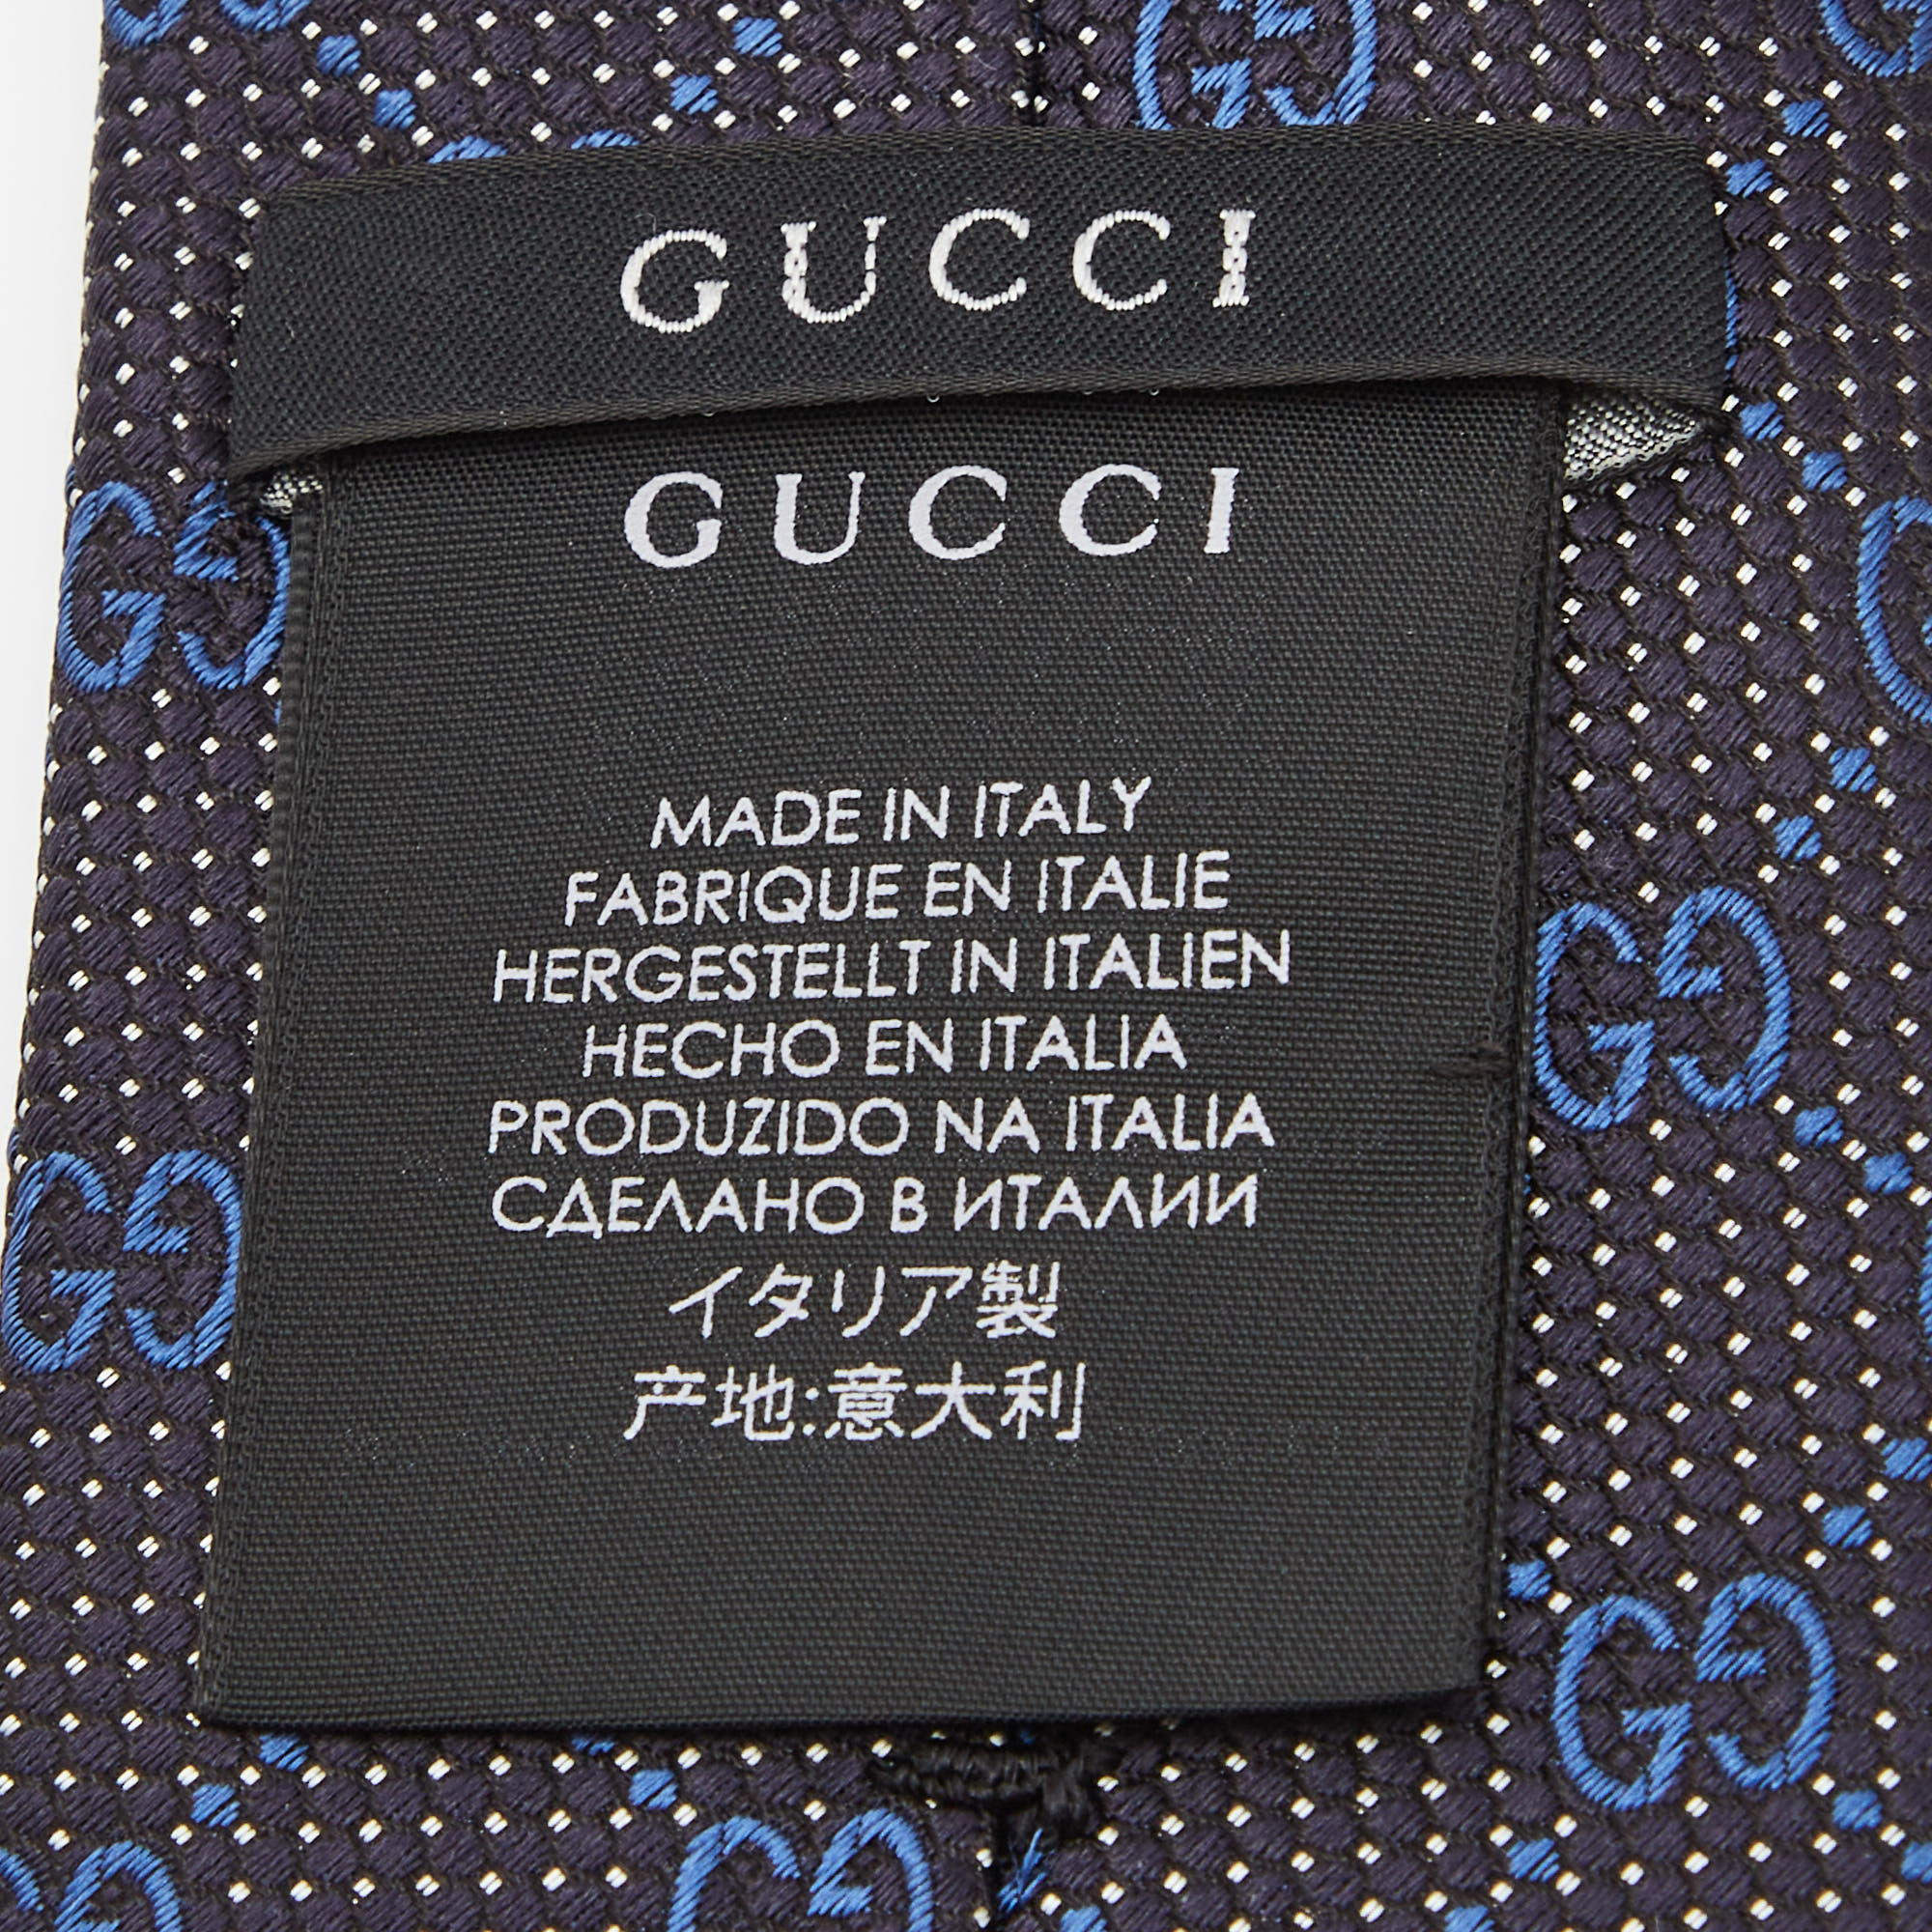 GUCCI
GUCCI
MADE IN ITALY
FABRIQUE EN ITALIE
HERGESTELLT IN ITALIEN
HECHO EN ITALIA
PRODUZIDO NA ITALIA
СДЕЛАНО В ИТАЛИИ
イタリア製
产地:意大利